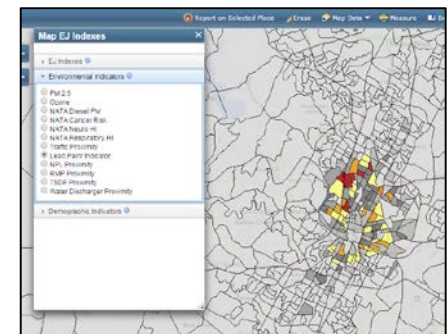 Report on Selected Place Erase Map Data Measure
Map EJ Indexes
EJ Indexes
Environmental Indicators
PM 2.5
Ozone
NATA Diesel PM
NATA Cancer Risk
NATA Neuro HI
NATA Respiratory HI
Traffic Proximity
Lead Paint Indicator
NPL Proximity
RMP Proximity
TSDF Proximity
Water Discharger Proximity
Demographic Indicators